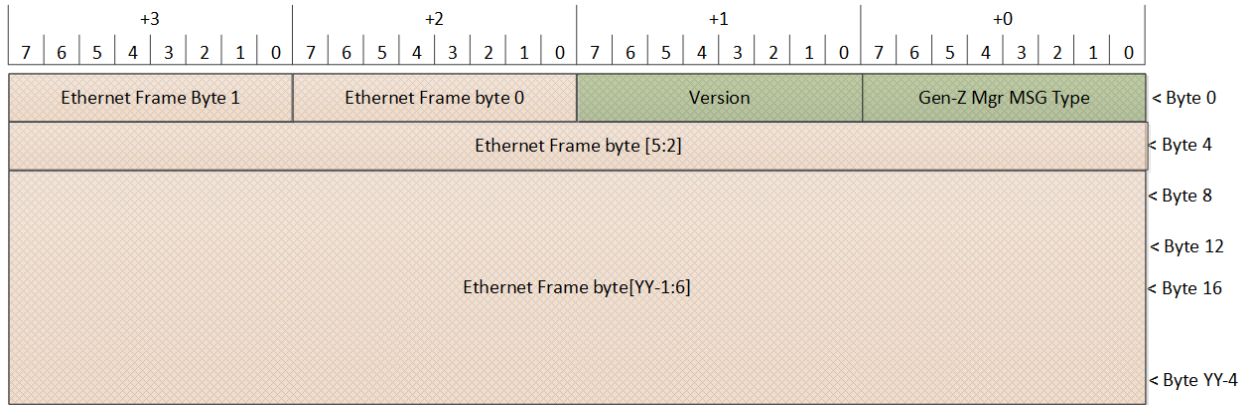 +3 +2 +1 +0
7 6 5 4 3 2 1 0 7 6 5 4 3 2 1 0 7 6 5 4 3 2 1 0 7 6 5 4 3 2 1 0
Ethernet Frame Byte 1 Ethernet Frame byte 0 Version Gen-Z Mgr MSG Type < Byte 0
Ethernet Frame byte [5:2] < Byte 4
< Byte 8
< Byte 12
Ethernet Frame byte[YY-1:6] < Byte 16
< Byte YY-4